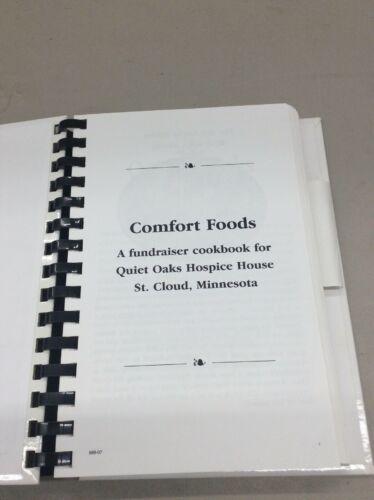 Comfort Foods
A fundraiser cookbook for
Quiet Oaks Hospice House
St. Cloud, Minnesota